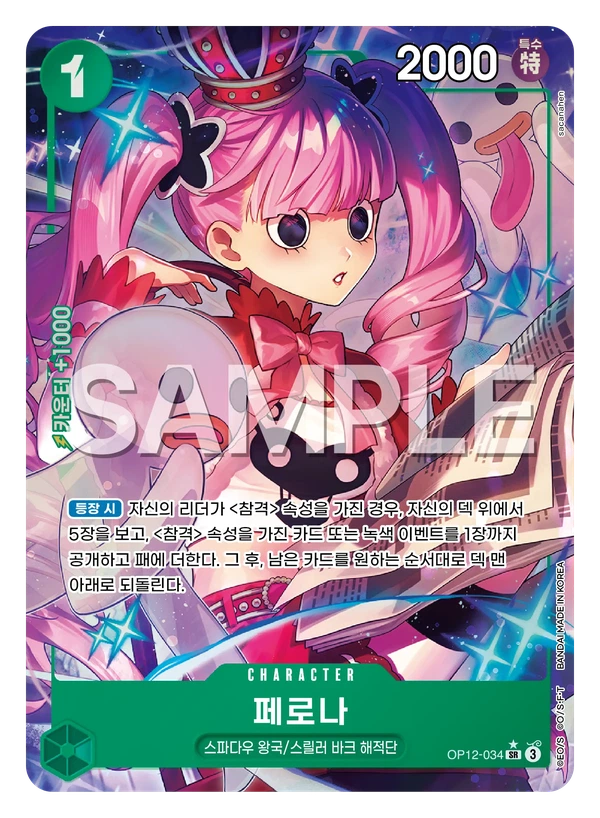 1
2000
특수
特
sacanahen
카운터 +1000
SAMPLE
등장 시 자신의 리더가 <참격> 속성을 가진 경우, 자신의 덱 위에서
5장을 보고, <참격> 속성을 가진 카드 또는 녹색 이벤트를 1장까지
공개하고 패에 더한다. 그 후, 남은 카드를 원하는 순서대로 덱 맨
아래로 되돌린다.
©E.O/S. ©O/N.S.F-T BANDAI MADE IN KOREA
CHARACTER
페로나
스파다우 왕국/스릴러 바크 해적단
OP12-034 ★ SR 3